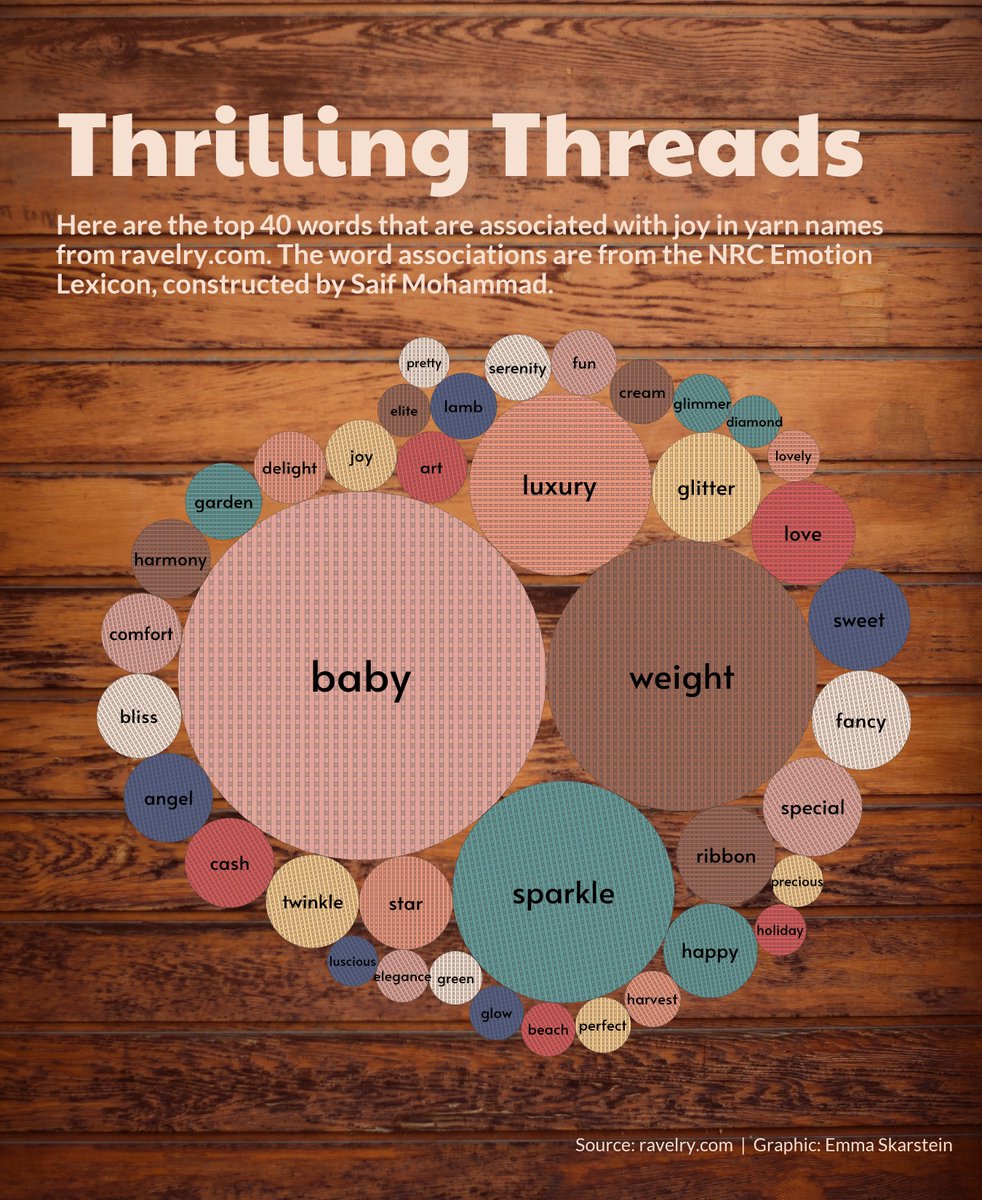 Thrilling Threads
Here are the top 40 words that are associated with joy in yarn names
from ravelry.com. The word associations are from the NRC Emotion
Lexicon, constructed by Saif Mohammad.
pretty
serenity
fun
elite
lamb
cream
glimmer
diamond
delight
joy
art
lovely
garden
luxury
glitter
love
harmony
comfort
sweet
baby
weight
bliss
fancy
angel
special
cash
ribbon
twinkle
star
sparkle
precious
holiday
happy
luscious
elegance
green
harvest
glow
beach
perfect
Source: ravelry.com | Graphic: Emma Skarstein